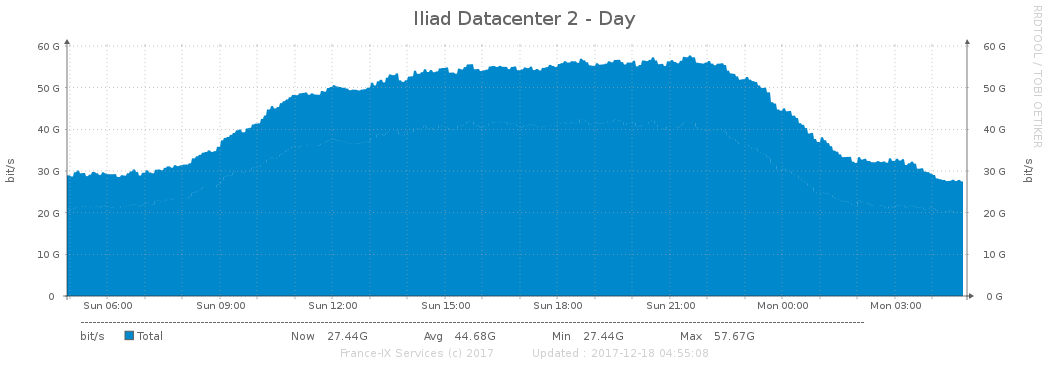 Iliad Datacenter 2 - Day
RRDTOOL / TOBI OETIKER
60 G 60 G
50 G 50 G
40 G 40 G
30 G 30 G
20 G 20 G
10 G 10 G
0 0 G
bit/s bit/s
Sun 06:00 Sun 09:00 Sun 12:00 Sun 15:00 Sun 18:00 Sun 21:00 Mon 00:00 Mon 03:00
bit/s Total Now 27.44G Avg 44.68G Min 27.44G Max 57.67G
France-IX Services (c) 2017 Updated : 2017-12-18 04:55:08